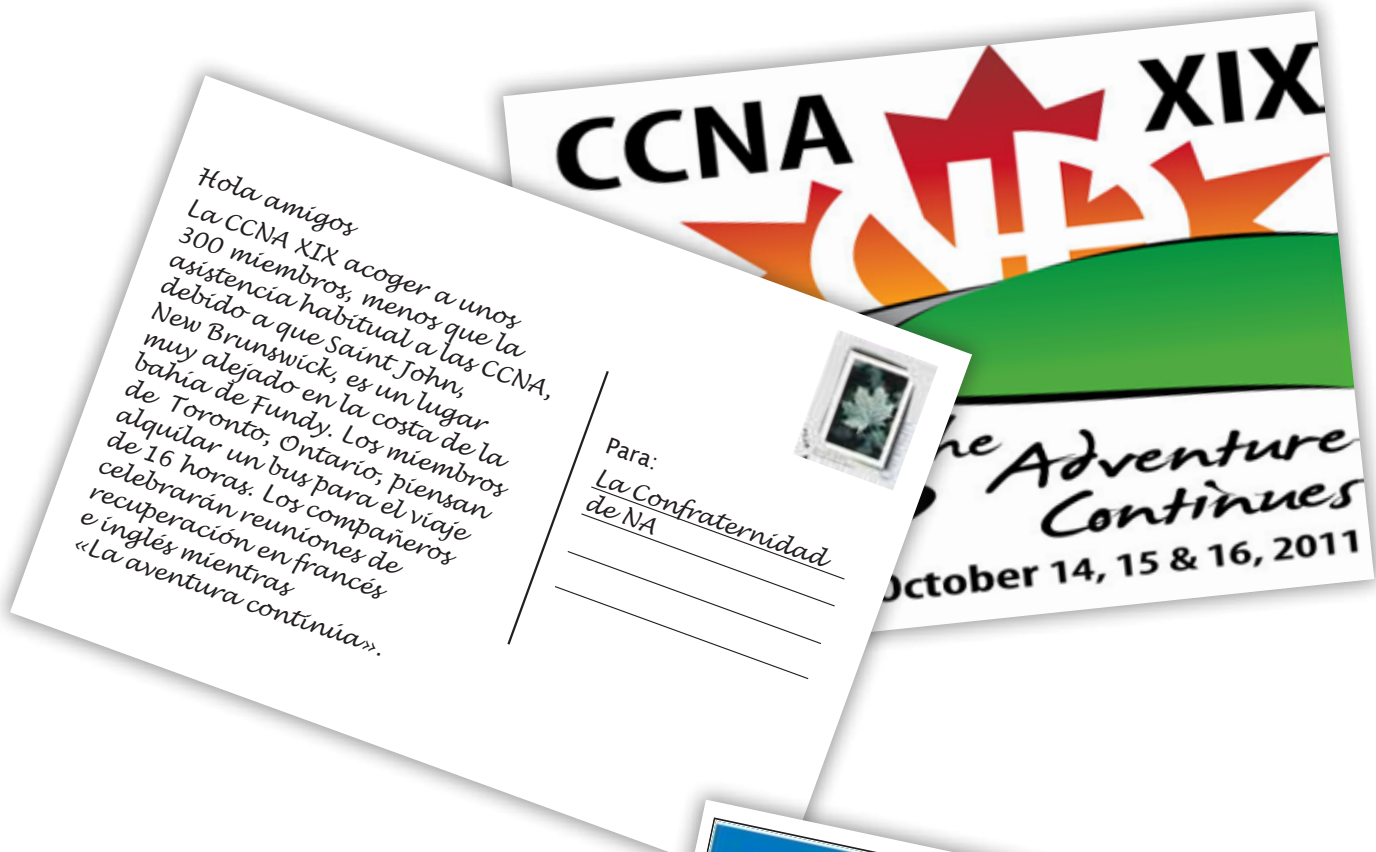 Hola amigos
La CCNA XIX acoger a unos
300 miembros, menos que la
asistencia habitual a las CCNA,
debido a que Saint John,
New Brunswick, es un lugar
muy alejado en la costa de la
bahía de Fundy. Los miembros
de Toronto, Ontario, piensan
alquilar un bus para el viaje
de 16 horas. Los compañeros
celebrarán reuniones de
recuperación en francés
e inglés mientras
«La aventura continúa».
Para:
La Confraternidad
de NA
CCNA XIX
NA
he Adventure
Continues
October 14, 15 & 16, 2011